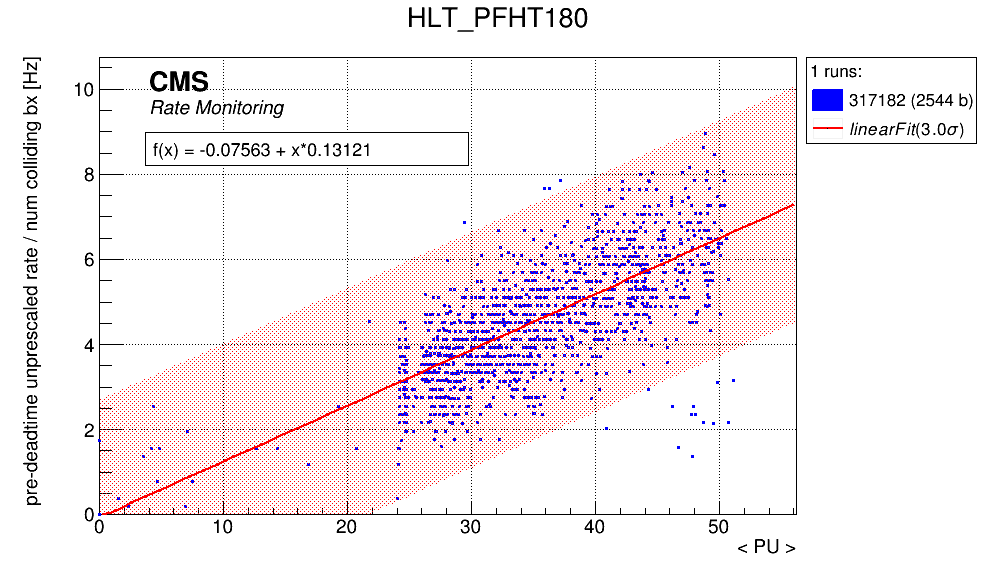 HLT_PFHT180
pre-deadtime unprescaled rate / num colliding bx [Hz]
CMS
Rate Monitoring
f(x) = -0.07563 + x*0.13121
1 runs:
317182 (2544 b)
linearFit(3.0σ)
10
8
6
4
2
0
0 10 20 30 40 50
< PU >